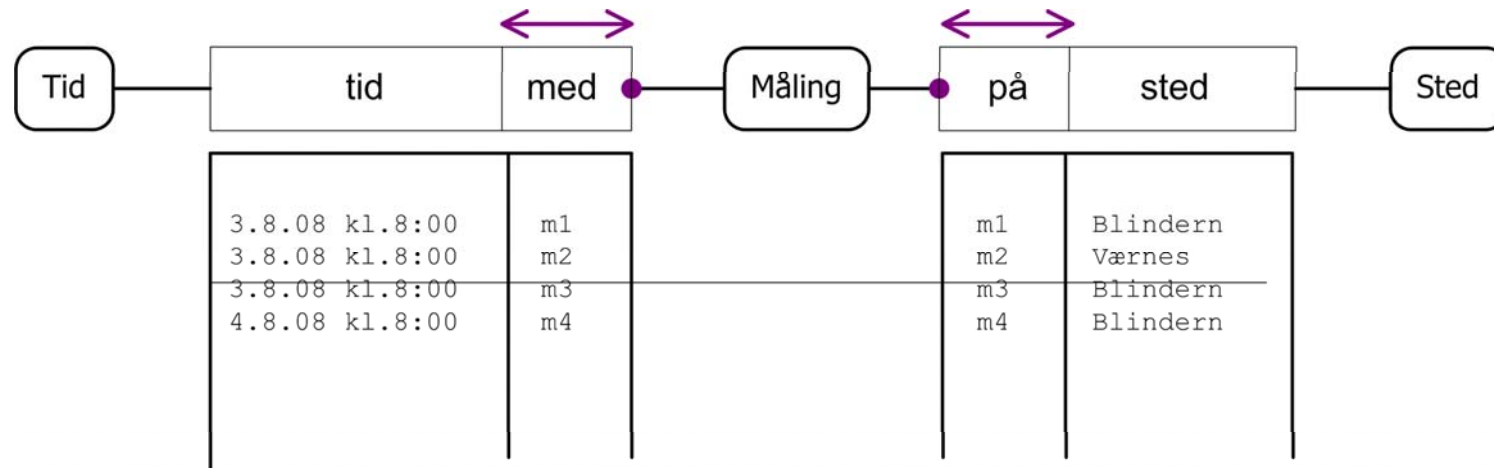 Tid tid med Måling på sted Sted
3.8.08 kl.8:00 m1 m1 Blindern
3.8.08 kl.8:00 m2 m2 Værnes
3.8.08 kl.8:00 m3 m3 Blindern
4.8.08 kl.8:00 m4 m4 Blindern